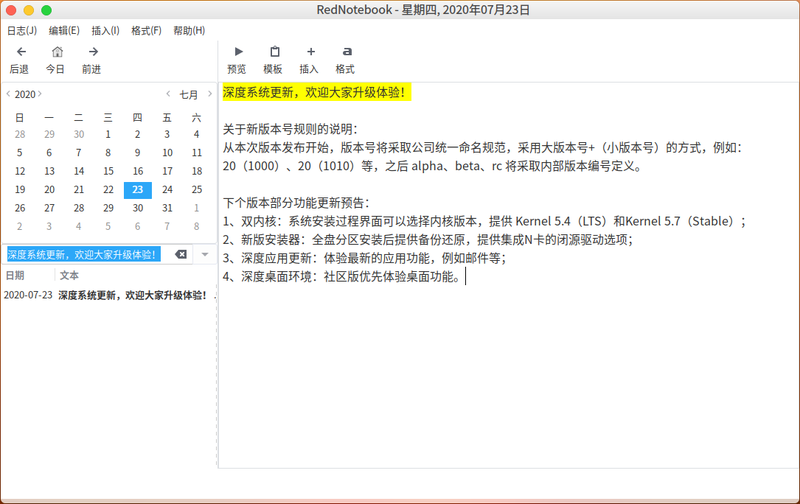 RedNotebook - 星期四, 2020年07月23日
日志(J) 编辑(E) 插入(I) 格式(F) 帮助(H)
后退 今日 前进
预览 模板 插入 格式
2020 七月
日 一 二 三 四 五 六
28 29 30 1 2 3 4
5 6 7 8 9 10 11
12 13 14 15 16 17 18
19 20 21 22 23 24 25
26 27 28 29 30 31 1
2 3 4 5 6 7 8
深度系统更新，欢迎大家升级体验！
日期 文本
2020-07-23 深度系统更新，欢迎大家升级体验！ .
深度系统更新，欢迎大家升级体验！
关于新版本号规则的说明：
从本次版本发布开始，版本号将采取公司统一命名规范，采用大版本号+（小版本号）的方式，例如：
20（1000）、20（1010）等，之后 alpha、beta、rc 将采取内部版本编号定义。
下个版本部分功能更新预告：
1、双内核：系统安装过程界面可以选择内核版本，提供 Kernel 5.4（LTS）和Kernel 5.7（Stable）；
2、新版安装器：全盘分区安装后提供备份还原，提供集成N卡的闭源驱动选项；
3、深度应用更新：体验最新的应用功能，例如邮件等；
4、深度桌面环境：社区版优先体验桌面功能。